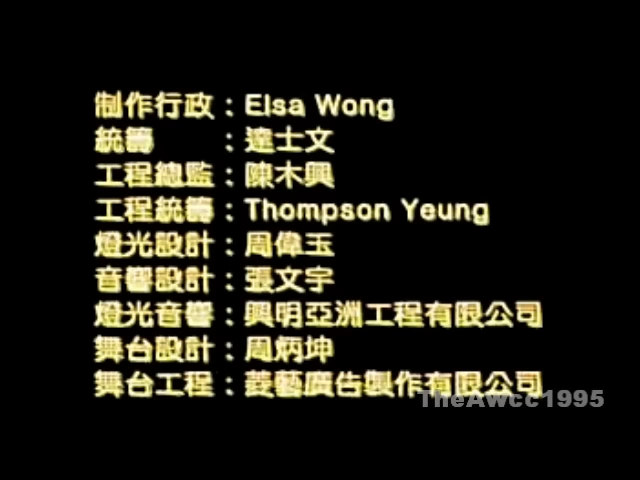 制作行政：Elsa Wong
統籌　　：達士文
工程總監：陳木興
工程統籌：Thompson Yeung
燈光設計：周偉玉
音響設計：張文宇
燈光音響：興明亞洲工程有限公司
舞台設計：周炳坤
舞台工程：菱藝廣告製作有限公司
TheAwcc1995